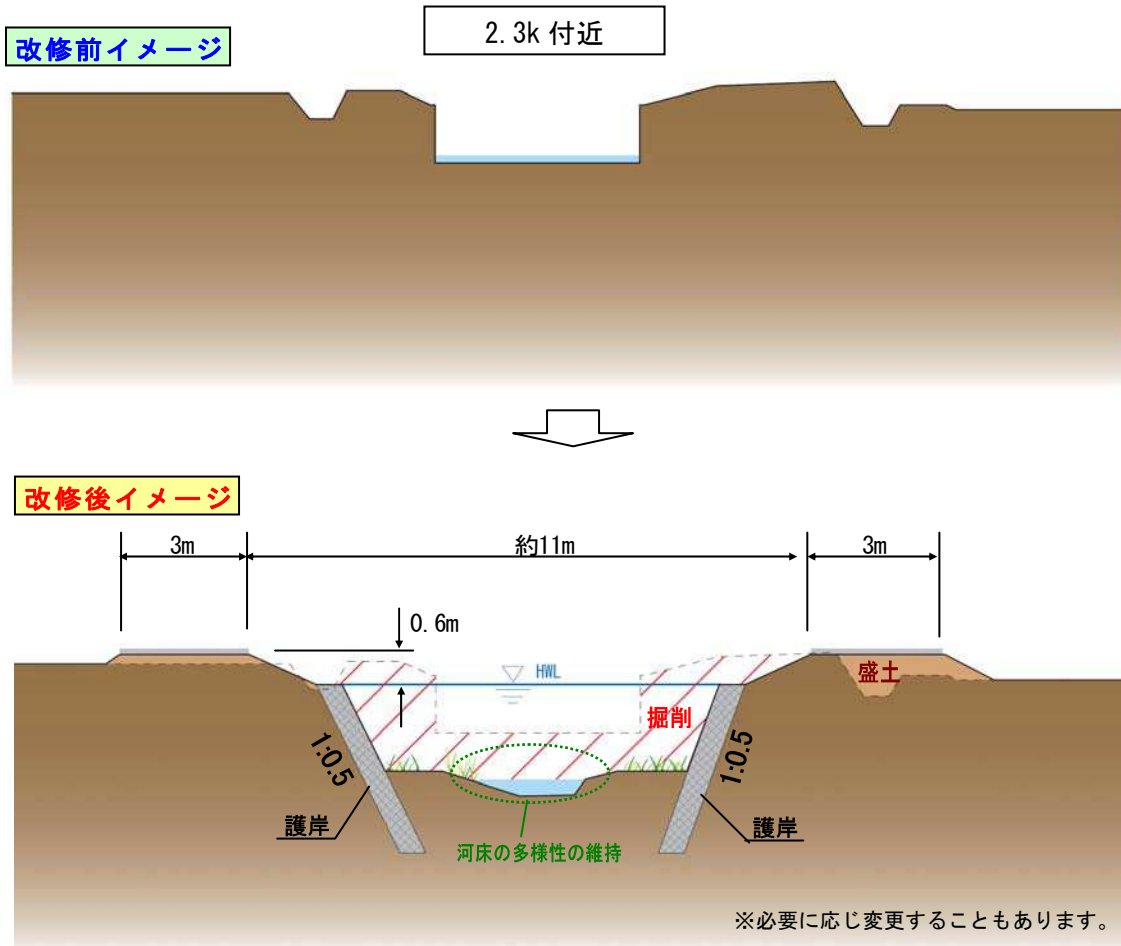 2.3k 付近
改修前イメージ
改修後イメージ
3m
約11m
3m
0.6m
HWL
盛土
掘削
1:0.5
1:0.5
護岸
護岸
河床の多様性の維持
※必要に応じ変更することもあります。